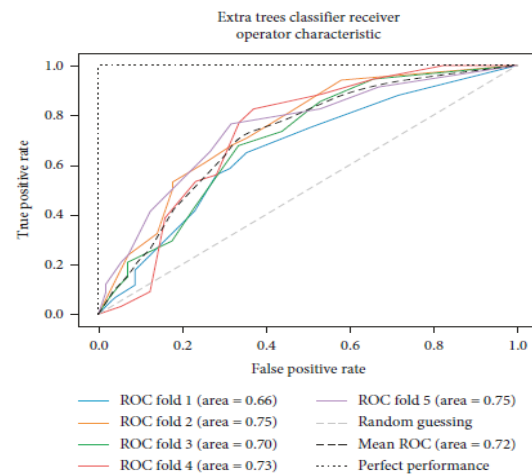 Extra trees classifier receiver
operator characteristic
1.0
0.8
0.6
0.4
0.2
0.0
True positive rate
0.0 0.2 0.4 0.6 0.8 1.0
False positive rate
ROC fold 1 (area = 0.66)
ROC fold 2 (area = 0.75)
ROC fold 3 (area = 0.70)
ROC fold 4 (area = 0.73)
ROC fold 5 (area = 0.75)
Random guessing
Mean ROC (area = 0.72)
Perfect performance